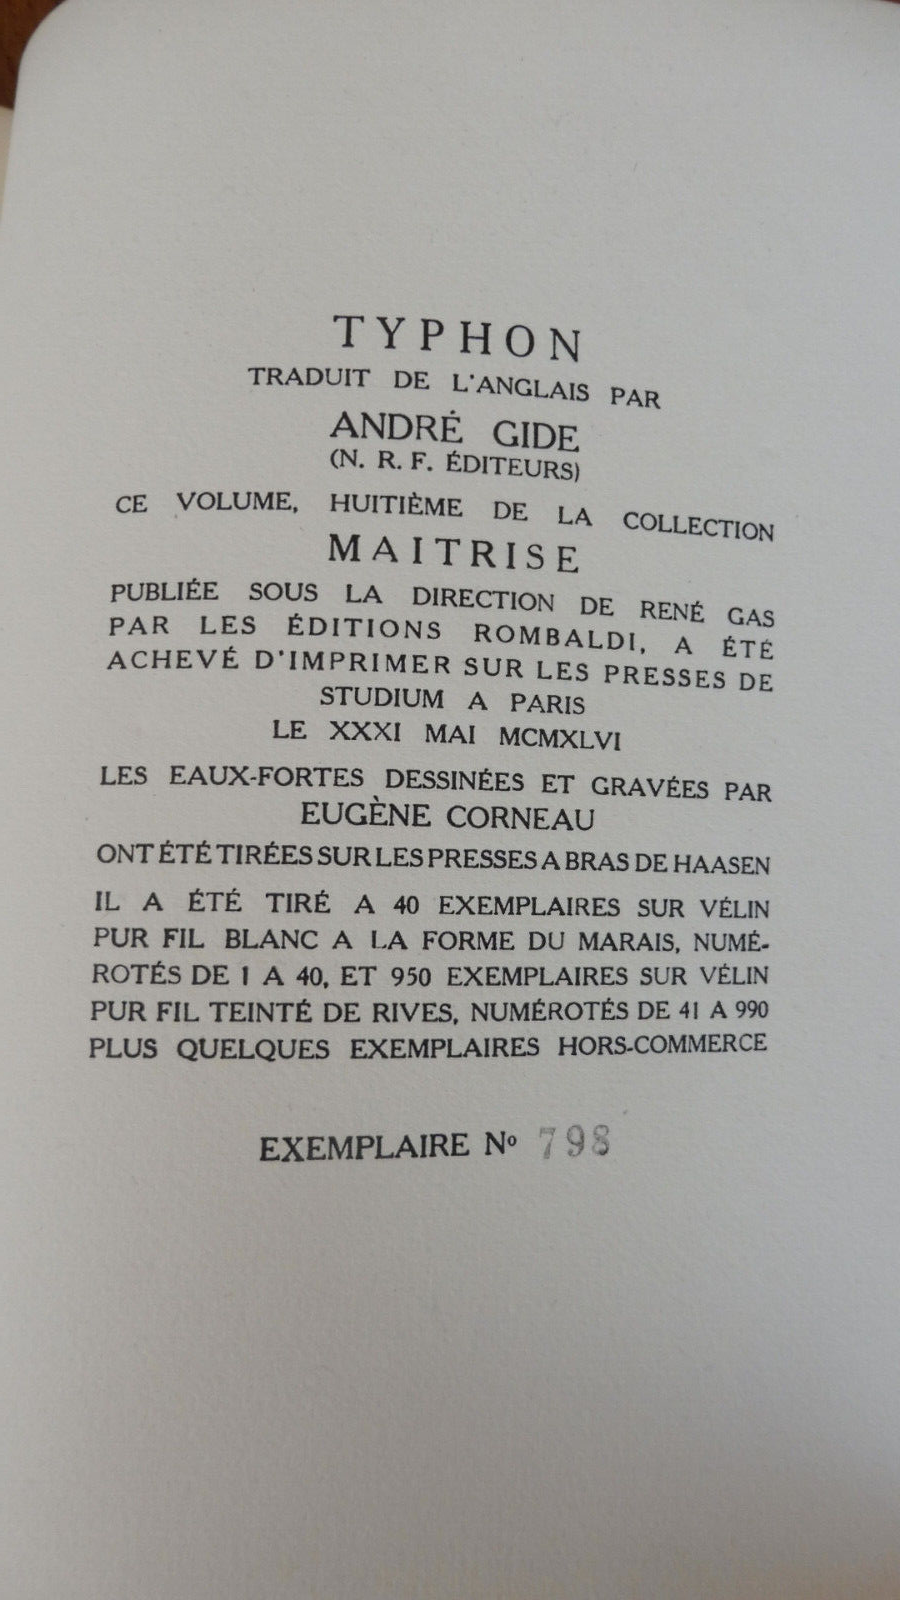 TYPHON
TRADUIT DE L'ANGLAIS PAR
ANDRÉ GIDE
(N. R. F. ÉDITEURS)
CE VOLUME, HUITIÈME DE LA COLLECTION
MAITRISE
PUBLIÉE SOUS LA DIRECTION DE RENÉ GAS
PAR LES ÉDITIONS ROMBALDI, A ÉTÉ
ACHEVÉ D'IMPRIMER SUR LES PRESSES DE
STUDIUM A PARIS
LE XXXI MAI MCMXLVI
LES EAUX-FORTES DESSINÉES ET GRAVÉES PAR
EUGÈNE CORNEAU
ONT ÉTÉ TIRÉES SUR LES PRESSES A BRAS DE HAASEN
IL A ÉTÉ TIRÉ A 40 EXEMPLAIRES SUR VÉLIN
PUR FIL BLANC A LA FORME DU MARAIS, NUMÉ-
ROTÉS DE 1 A 40, ET 950 EXEMPLAIRES SUR VÉLIN
PUR FIL TEINTÉ DE RIVES, NUMÉROTÉS DE 41 A 990
PLUS QUELQUES EXEMPLAIRES HORS-COMMERCE
EXEMPLAIRE Nº 798